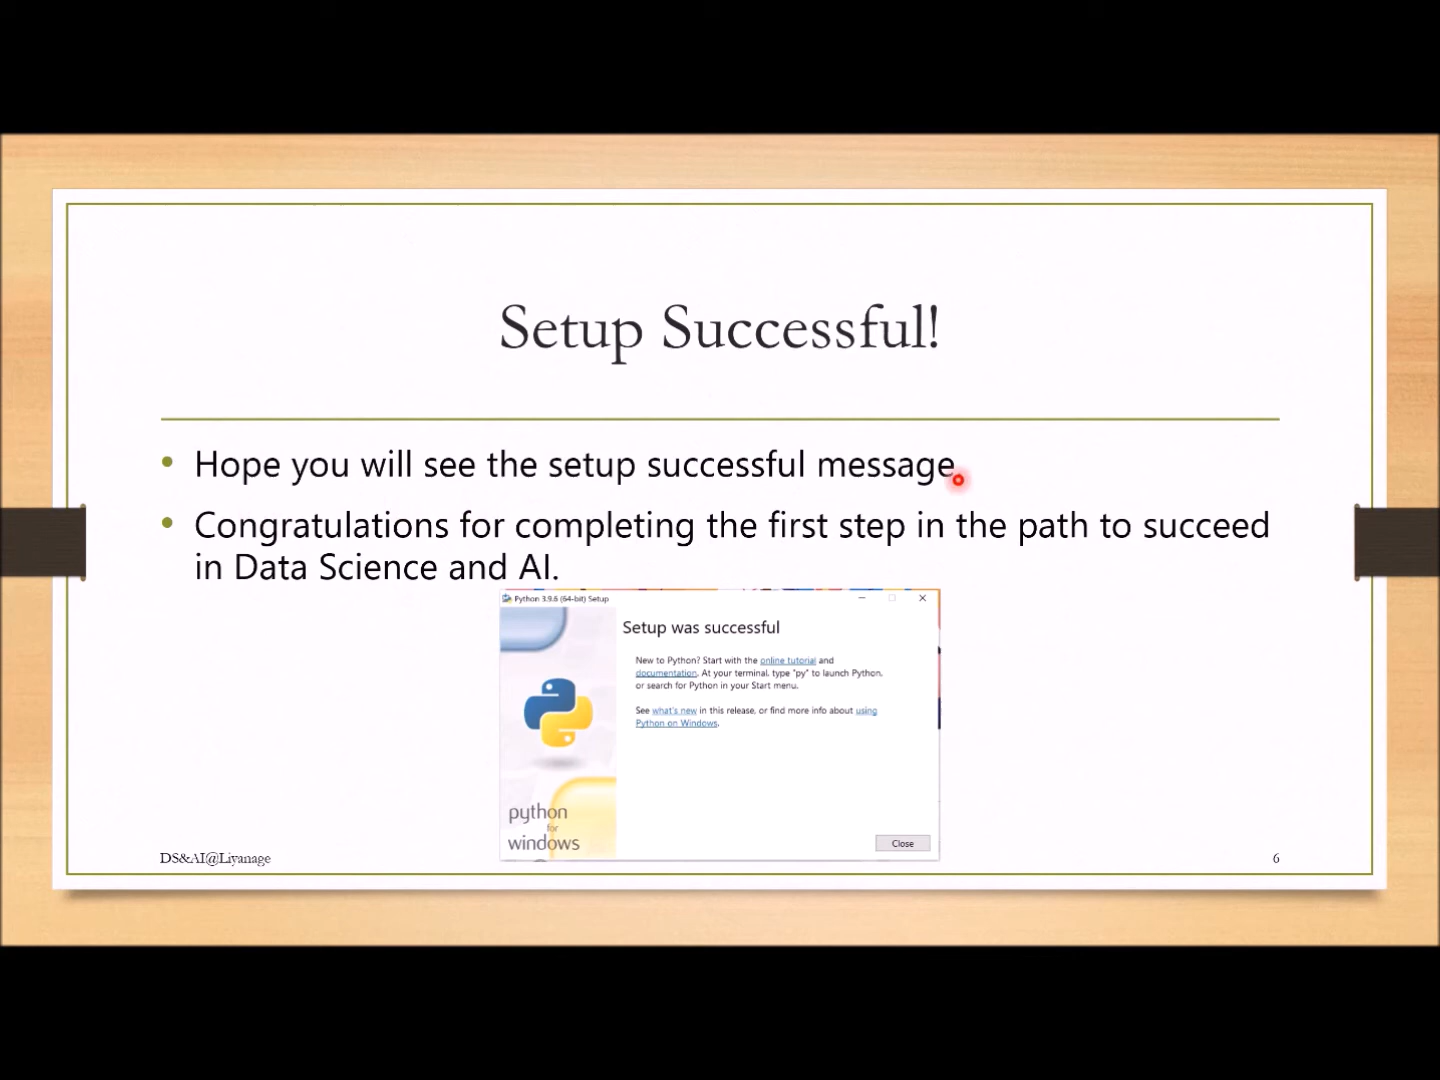 Setup Successful!
• Hope you will see the setup successful message.
• Congratulations for completing the first step in the path to succeed
in Data Science and AI.
Python 3.9.6 (64-bit) Setup
Setup was successful
New to Python? Start with the online tutorial and
documentation. At your terminal, type "py" to launch Python,
or search for Python in your Start menu.
See what's new in this release, or find more info about using
Python on Windows.
python
for
windows
Close
DS&AI@Liyanage
6